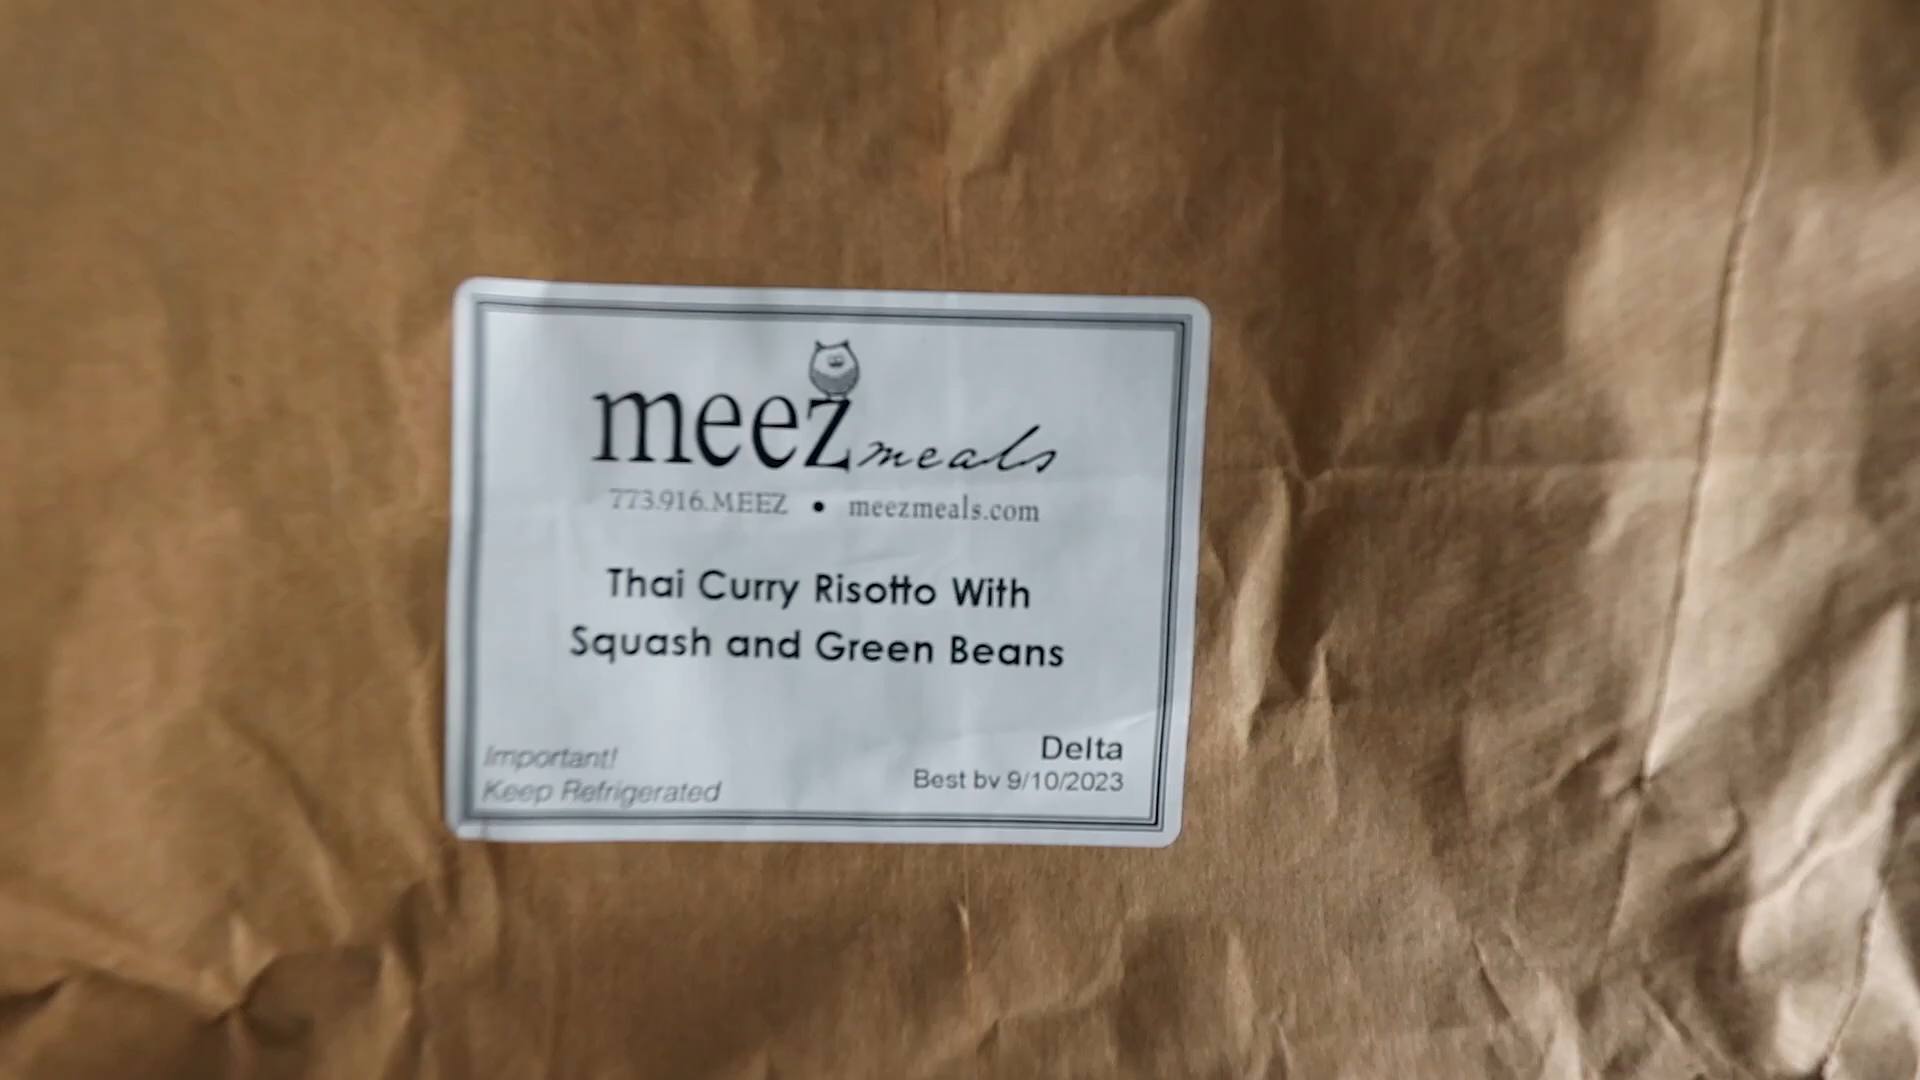 meez meals
773.916.MEEZ • meezmeals.com
Thai Curry Risotto With
Squash and Green Beans
Important!
Keep Refrigerated
Delta
Best by 9/10/2023